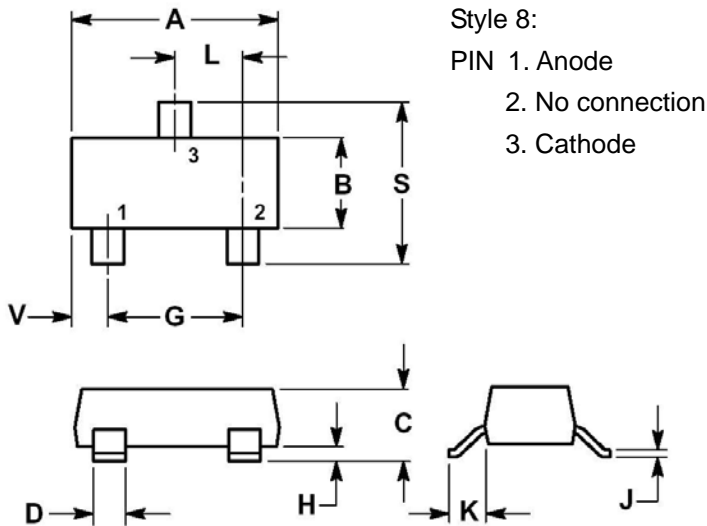 A
L
3
B
S
1
2
V
G
C
D
H
K
J
Style 8:
PIN 1. Anode
2. No connection
3. Cathode